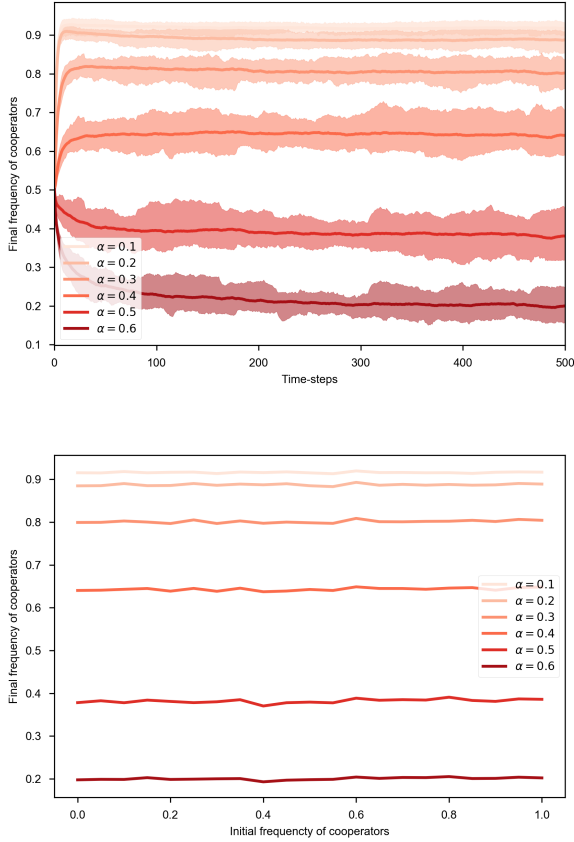 0.9
0.8
0.7
0.6
0.5
0.4
0.3
0.2
0.1
Final frequency of cooperators
α = 0.1
α = 0.2
α = 0.3
α = 0.4
α = 0.5
α = 0.6
0 100 200 300 400 500
Time-steps
0.9
0.8
0.7
0.6
0.5
0.4
0.3
0.2
Final frequency of cooperators
α = 0.1
α = 0.2
α = 0.3
α = 0.4
α = 0.5
α = 0.6
0.0 0.2 0.4 0.6 0.8 1.0
Initial frequencty of cooperators